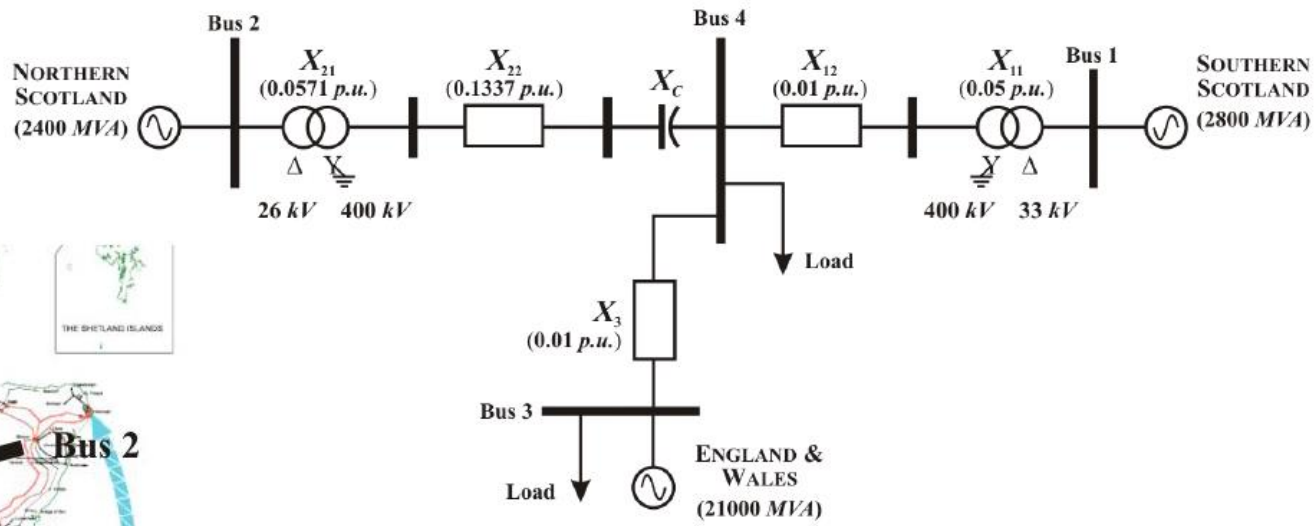 Bus 2
Bus 4
NORTHERN
SCOTLAND
(2400 MVA)
X21
(0.0571 p.u.)
X22
(0.1337 p.u.)
XC
X12
(0.01 p.u.)
X11
(0.05 p.u.)
Bus 1
SOUTHERN
SCOTLAND
(2800 MVA)
Δ Y
26 kV 400 kV
Y Δ
400 kV 33 kV
Load
THE SHETLAND ISLANDS
X3
(0.01 p.u.)
Bus 3
Bus 2
Load
ENGLAND &
WALES
(21000 MVA)